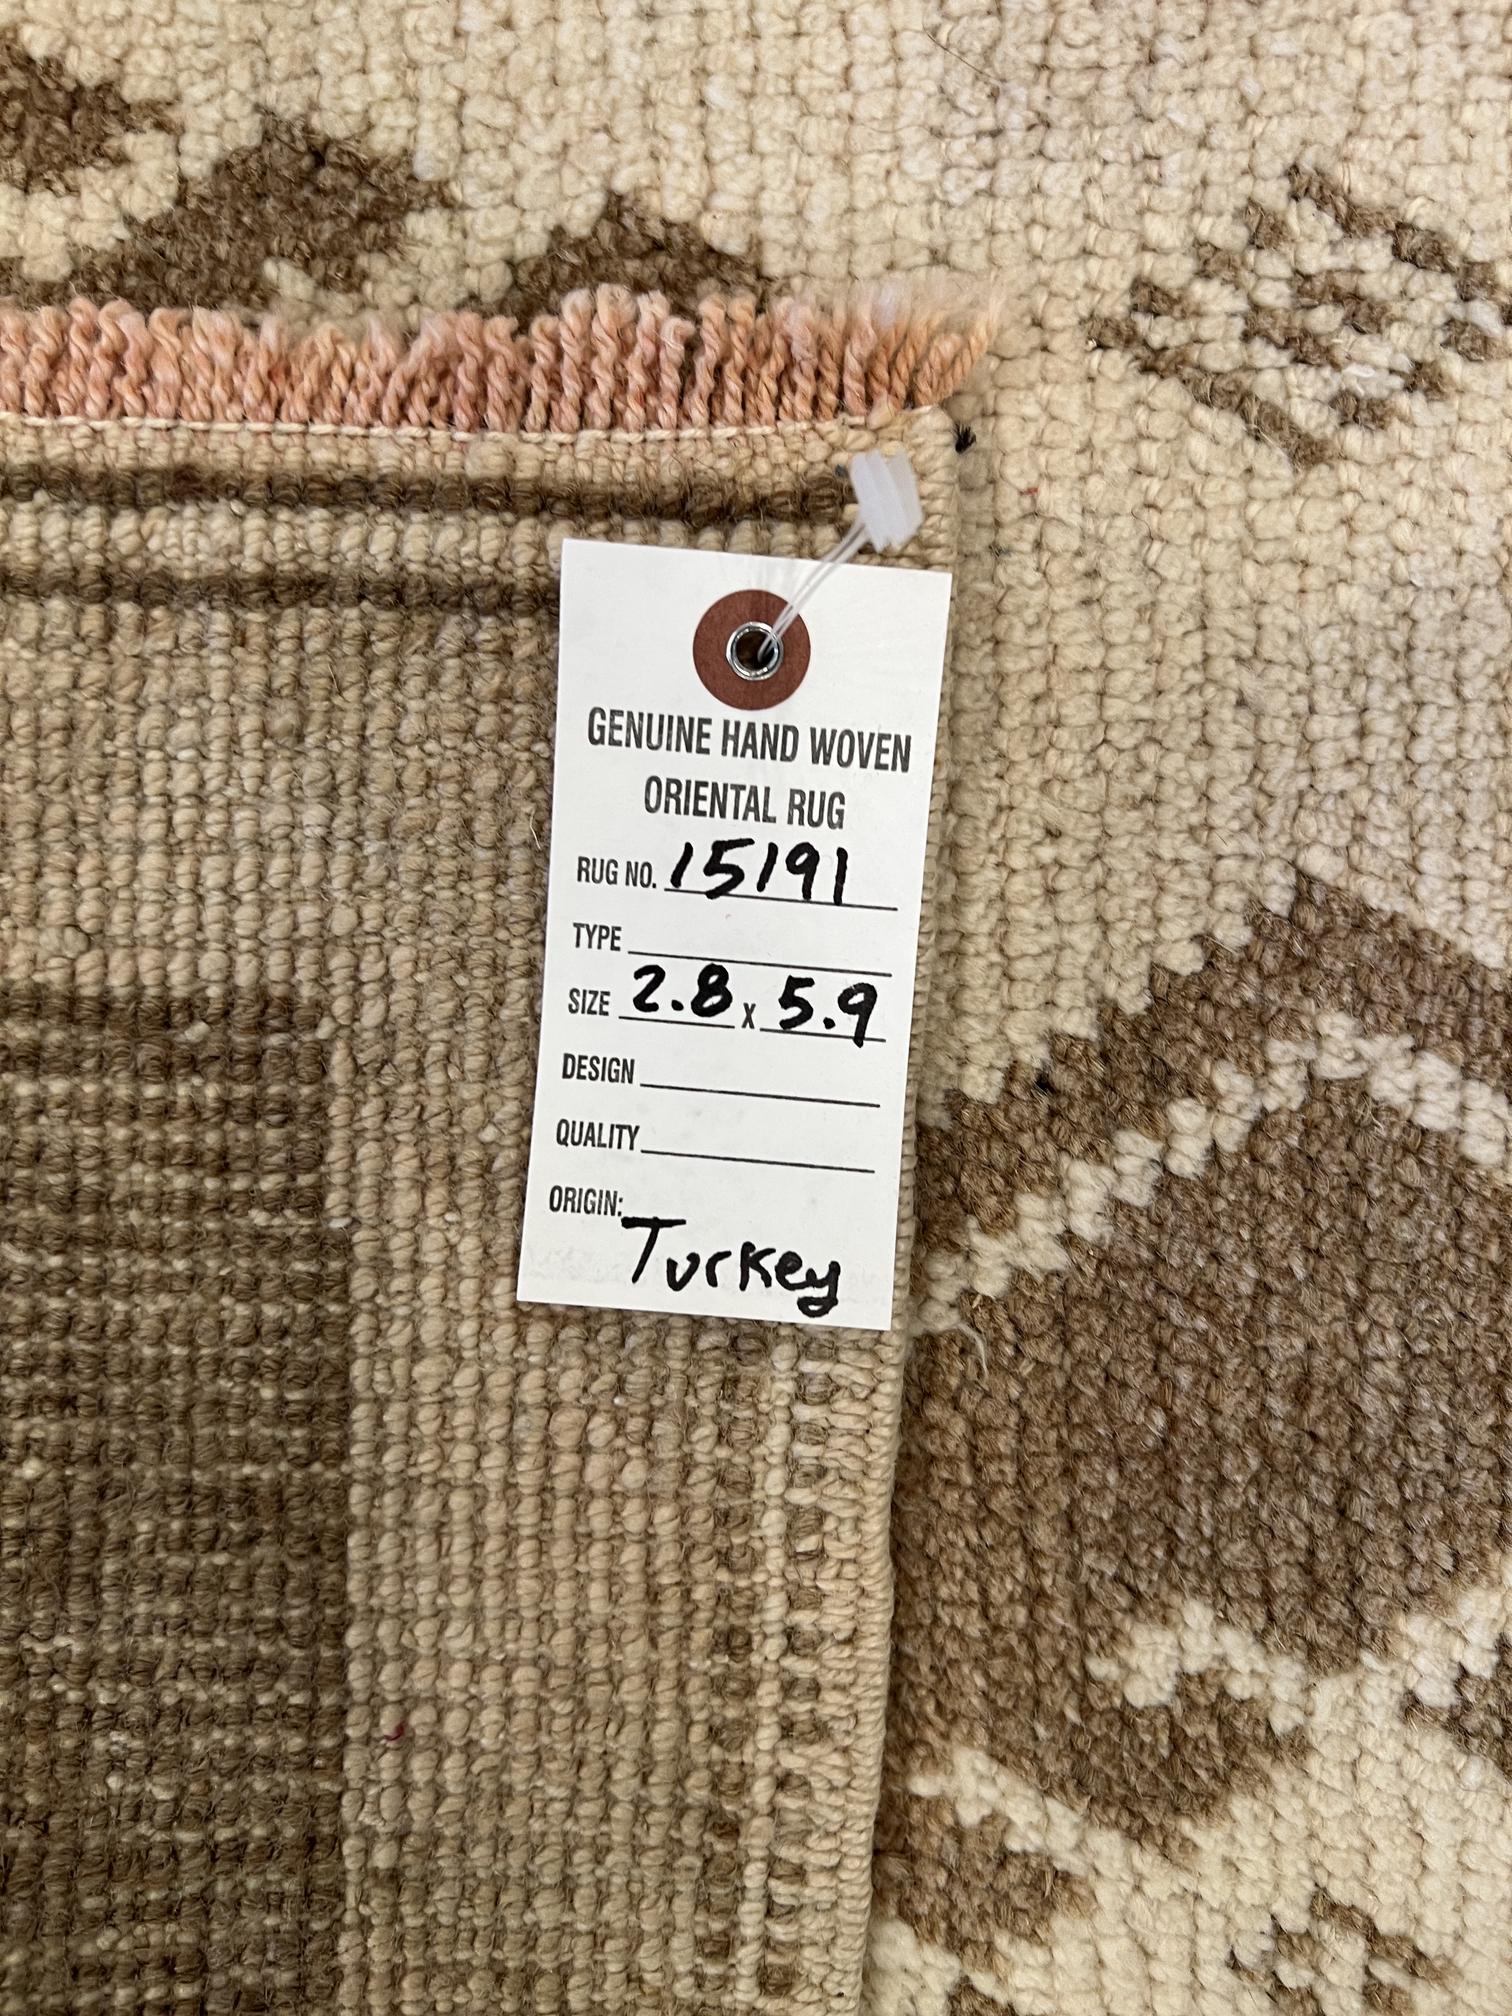 GENUINE HAND WOVEN
ORIENTAL RUG
RUG NO. 15191
TYPE
SIZE 2.8 x 5.9
DESIGN
QUALITY
ORIGIN:
Turkey